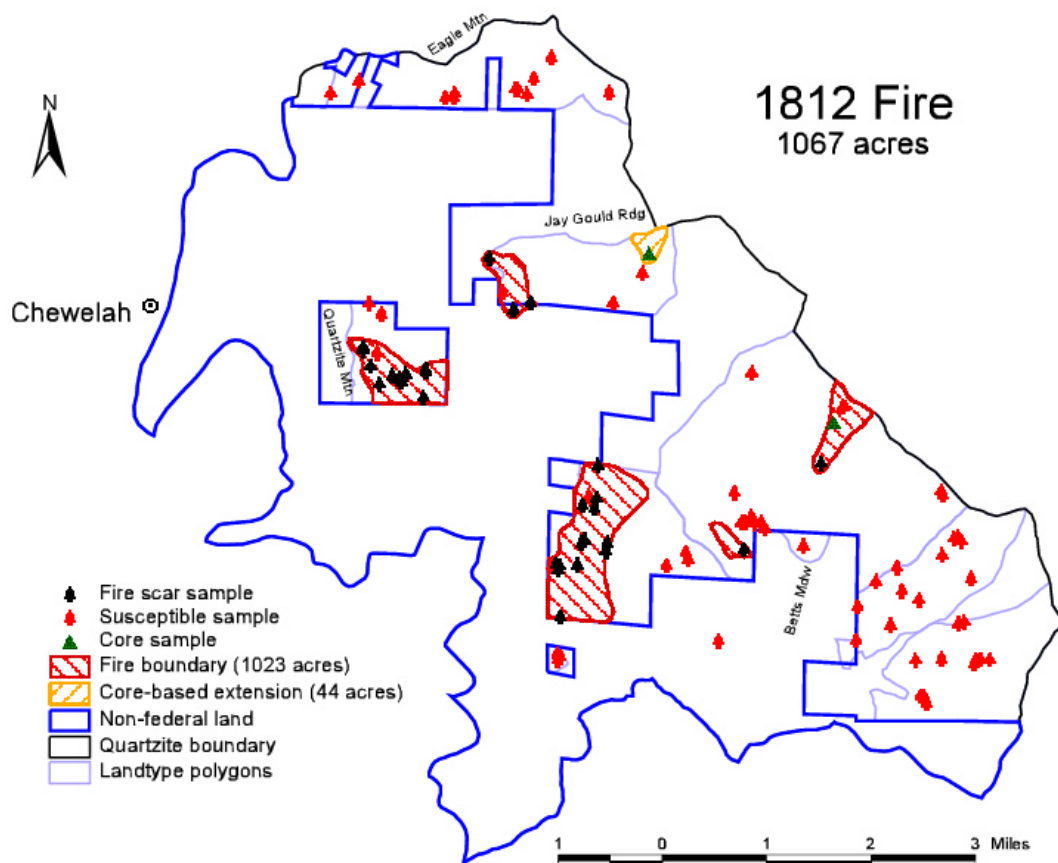 Eagle Mtn
1812 Fire
1067 acres
N
Jay Gould Rdg
Chewelah
Quartzite Mtn
Betts Mdw
Fire scar sample
Susceptible sample
Core sample
Fire boundary (1023 acres)
Core-based extension (44 acres)
Non-federal land
Quartzite boundary
Landtype polygons
1 0 1 2 3 Miles